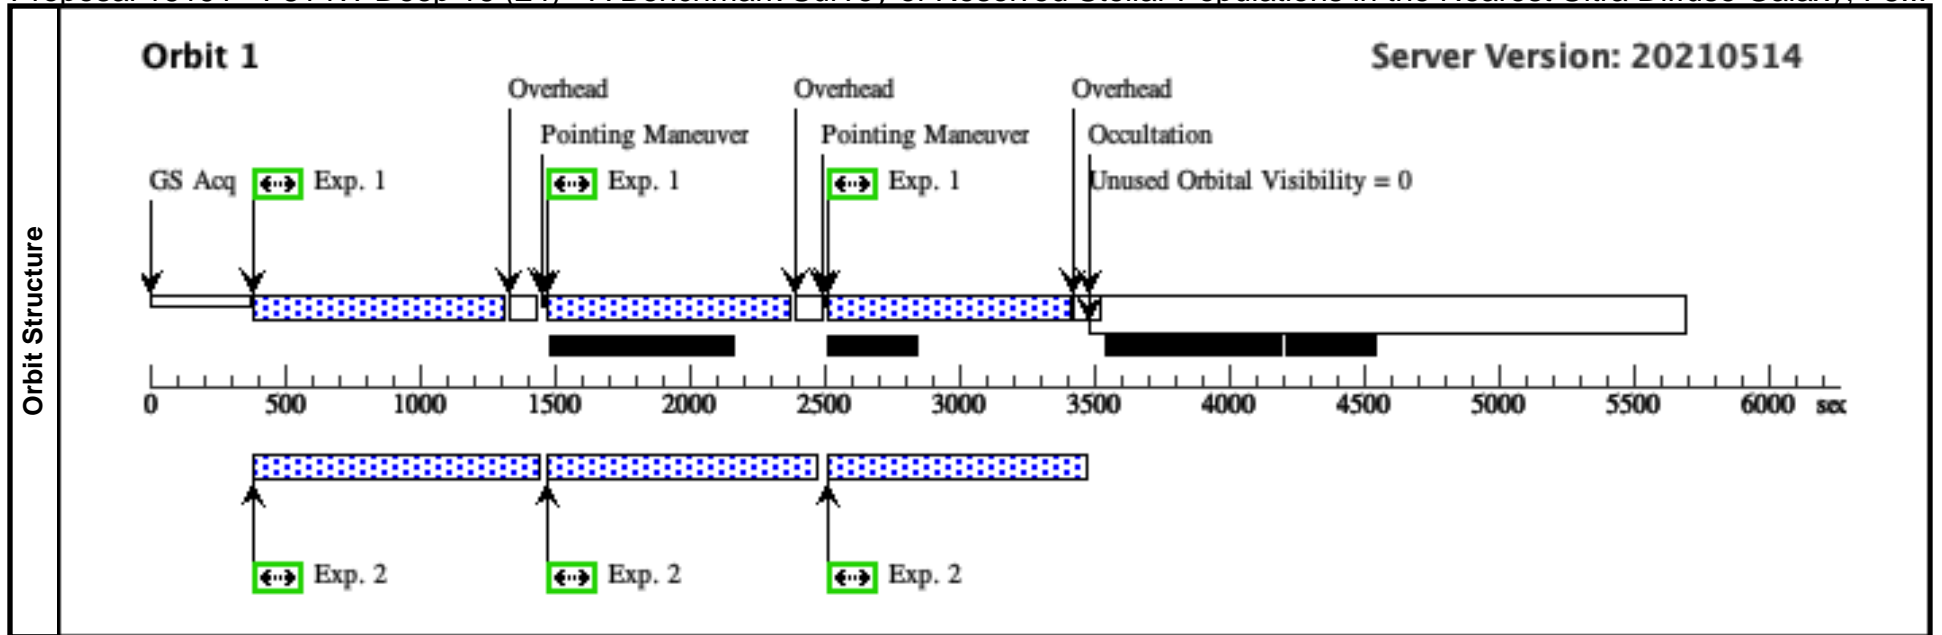 Orbit Structure
Orbit 1
Server Version: 20210514
Overhead
Overhead
Overhead
Pointing Maneuver
Pointing Maneuver
Occultation
GS Acq
Exp. 1
Exp. 1
Exp. 1
Unused Orbital Visibility = 0
0 500 1000 1500 2000 2500 3000 3500 4000 4500 5000 5500 6000 sec
Exp. 2
Exp. 2
Exp. 2